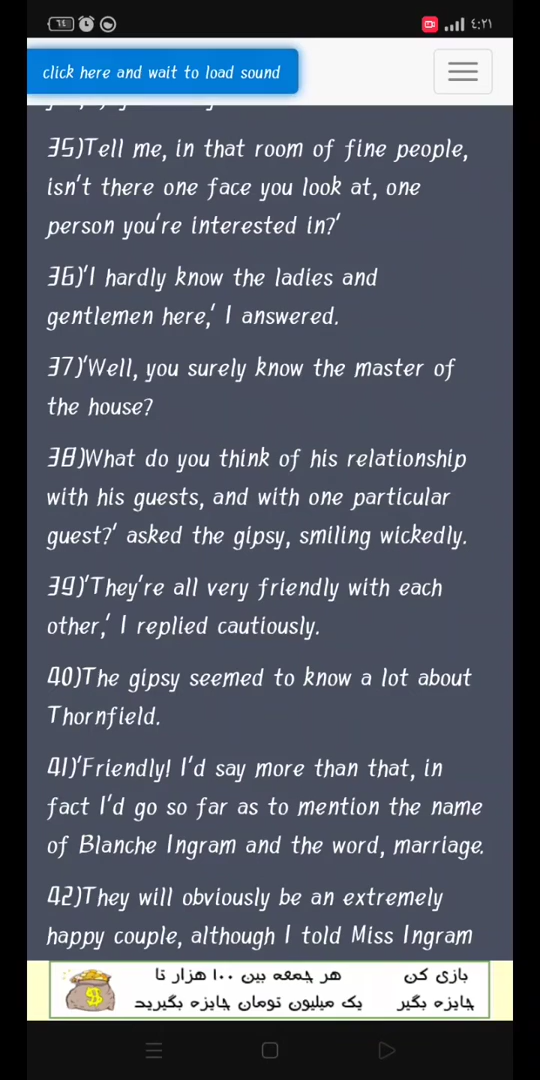 ٦٤
٤:٢١
click here and wait to load sound
35)Tell me, in that room of fine people,
isn't there one face you look at, one
person you're interested in?'
36)'I hardly know the ladies and
gentlemen here,' I answered.
37)'Well, you surely know the master of
the house?
38)What do you think of his relationship
with his guests, and with one particular
guest?' asked the gipsy, smiling wickedly.
39)'They're all very friendly with each
other,' I replied cautiously.
40)The gipsy seemed to know a lot about
Thornfield.
41)'Friendly! I'd say more than that, in
fact I'd go so far as to mention the name
of Blanche Ingram and the word, marriage.
42)They will obviously be an extremely
happy couple, although I told Miss Ingram
بازی کن
جایزه بگیر
هر جمعه بین ۱۰۰ هزار تا
یک میلیون تومان جایزه بگیرید